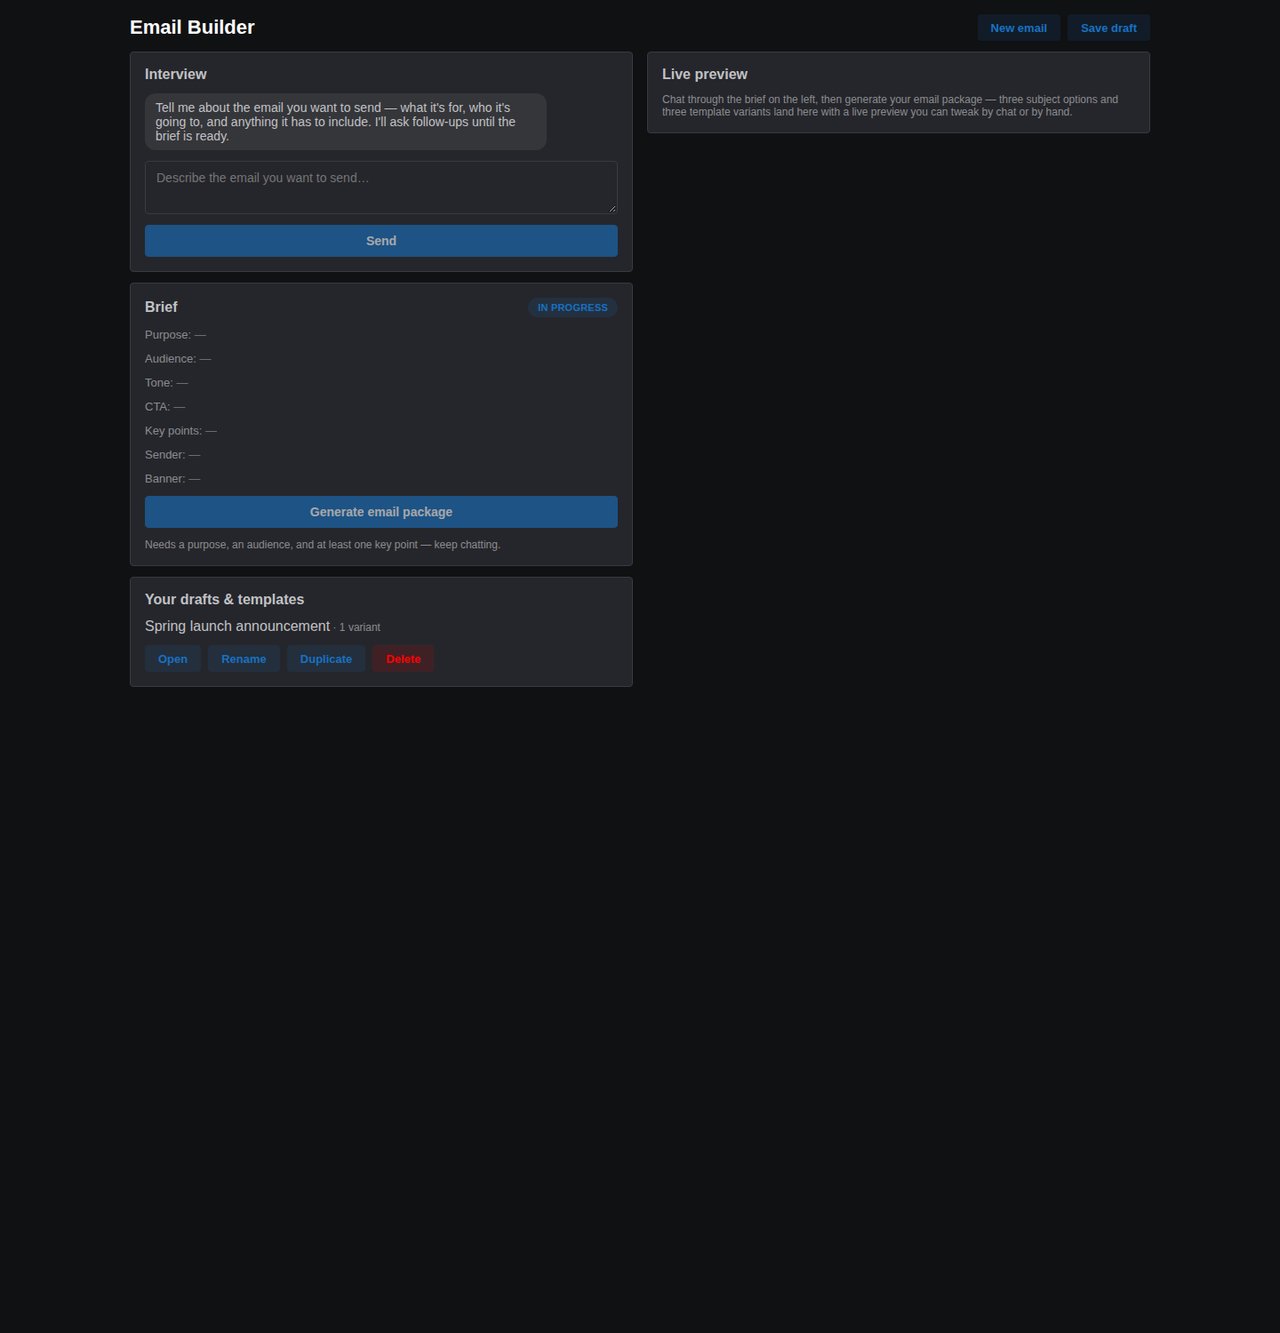 Email Builder
New email
Save draft
Interview
Tell me about the email you want to send — what it's for, who it's
going to, and anything it has to include. I'll ask follow-ups until the
brief is ready.
Describe the email you want to send…
Send
Brief
IN PROGRESS
Purpose: —
Audience: —
Tone: —
CTA: —
Key points: —
Sender: —
Banner: —
Generate email package
Needs a purpose, an audience, and at least one key point — keep chatting.
Your drafts & templates
Spring launch announcement · 1 variant
Open
Rename
Duplicate
Delete
Live preview
Chat through the brief on the left, then generate your email package — three subject options and
three template variants land here with a live preview you can tweak by chat or by hand.